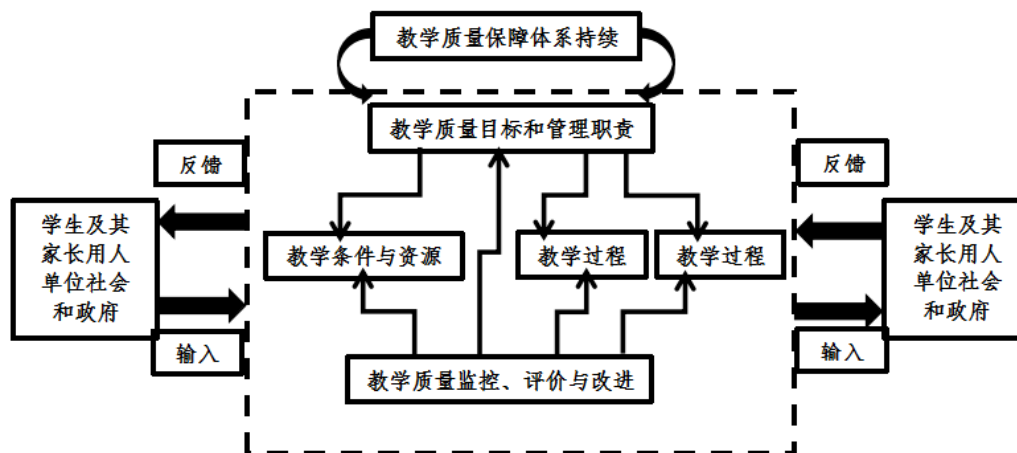 教学质量保障体系持续
教学质量目标和管理职责
反馈
反馈
学生及其
家长用人
单位社会
和政府
教学条件与资源
教学过程
教学过程
学生及其
家长用人
单位社会
和政府
输入
输入
教学质量监控、评价与改进